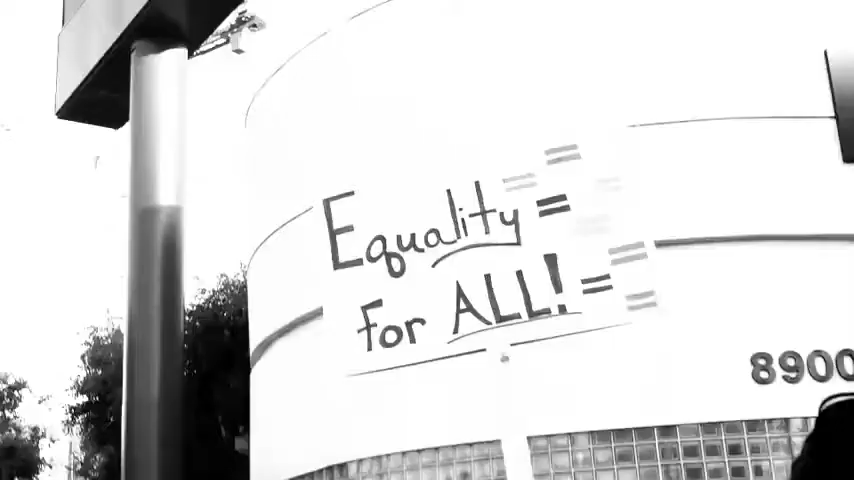 Equality =
For ALL! =
8900